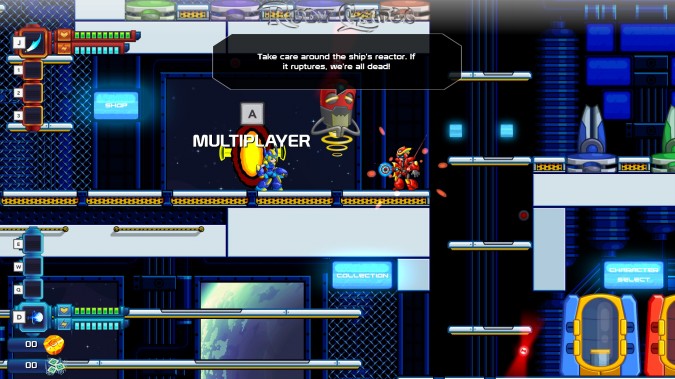 Take care around the ship's reactor. If
it ruptures, we're all dead!
J
1
2
3
SHOP
A
MULTIPLAYER
E
W
Q
COLLECTION
CHARACTER
SELECT
D
00
00